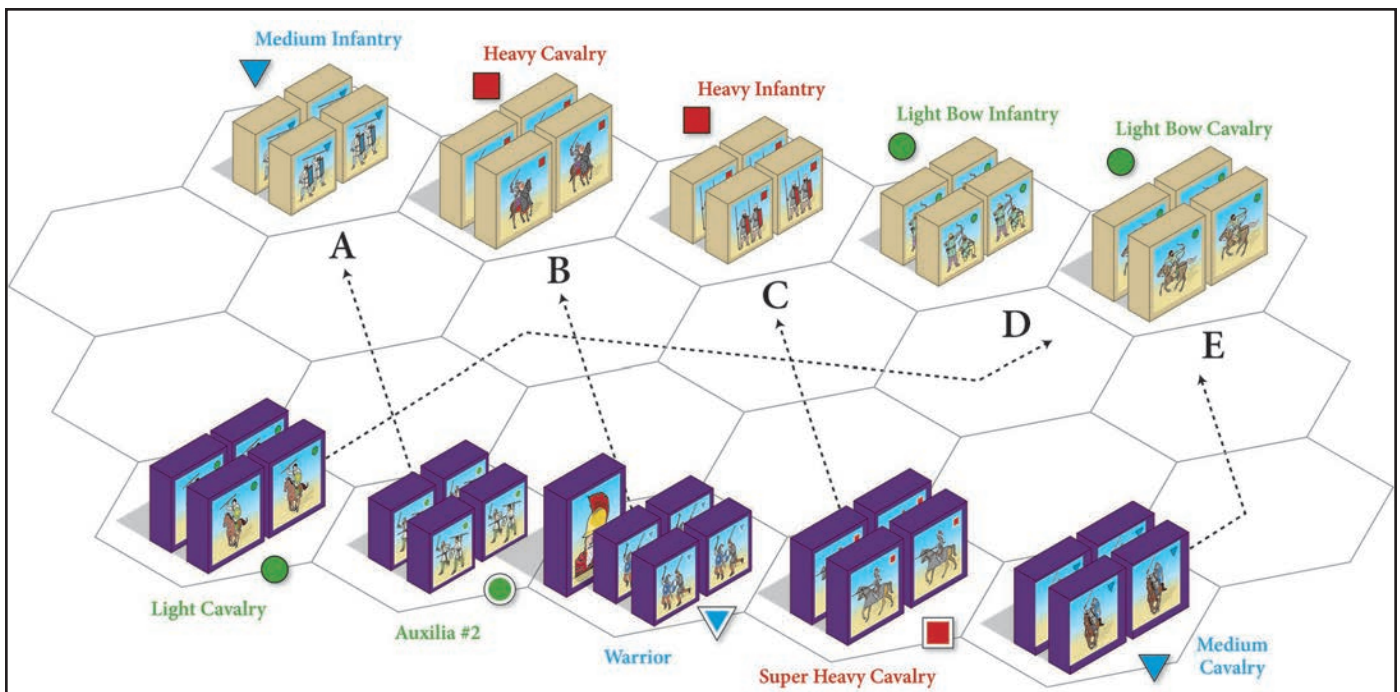 Medium Infantry
Heavy Cavalry
Heavy Infantry
Light Bow Infantry
Light Bow Cavalry
A
B
C
D
E
Light Cavalry
Auxilia #2
Warrior
Super Heavy Cavalry
Medium
Cavalry